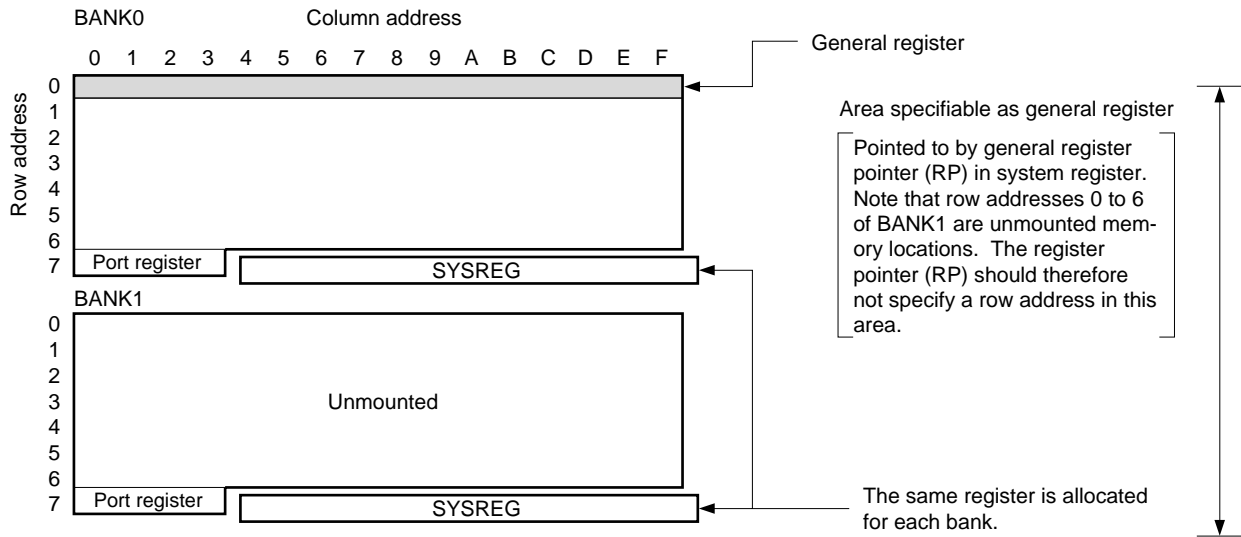 BANK0
Column address
0 1 2 3 4 5 6 7 8 9 A B C D E F
Row address
0
1
2
3
4
5
6
7
Port register
SYSREG
BANK1
0
1
2
3
4
5
6
7
Unmounted
Port register
SYSREG
General register
Area specifiable as general register
Pointed to by general register
pointer (RP) in system register.
Note that row addresses 0 to 6
of BANK1 are unmounted mem-
ory locations. The register
pointer (RP) should therefore
not specify a row address in this
area.
The same register is allocated
for each bank.